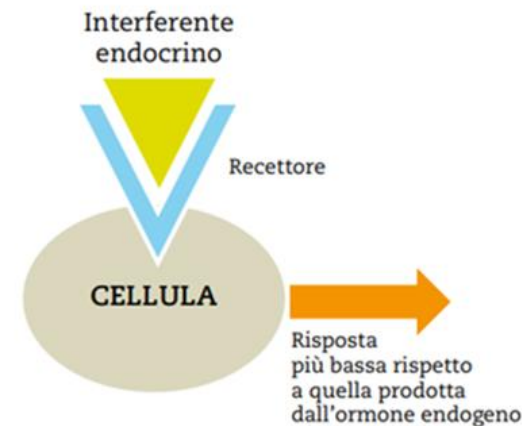 Interferente
endocrino
Recettore
CELLULA
Risposta
più bassa rispetto
a quella prodotta
dall'ormone endogeno